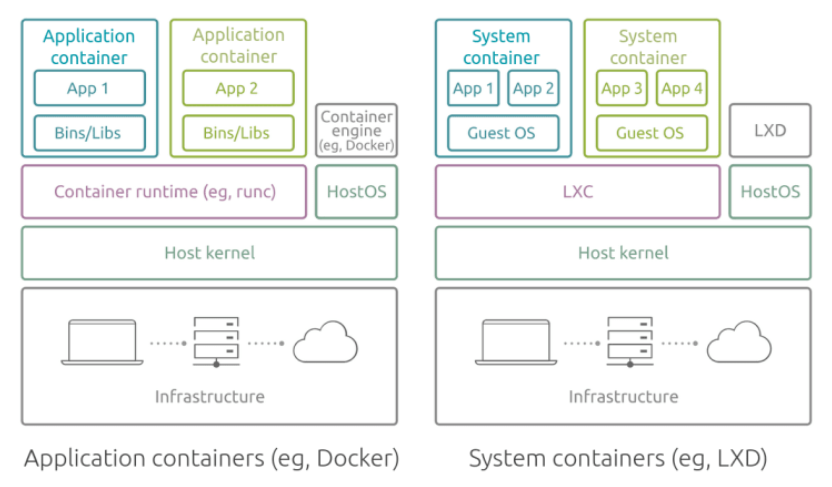 Application
container
App 1
Bins/Libs
Application
container
App 2
Bins/Libs
Container
engine
(eg, Docker)
Container runtime (eg, runc)
HostOS
Host kernel
Infrastructure
Application containers (eg, Docker)
System
container
App 1
App 2
Guest OS
System
container
App 3
App 4
Guest OS
LXD
LXC
HostOS
Host kernel
Infrastructure
System containers (eg, LXD)